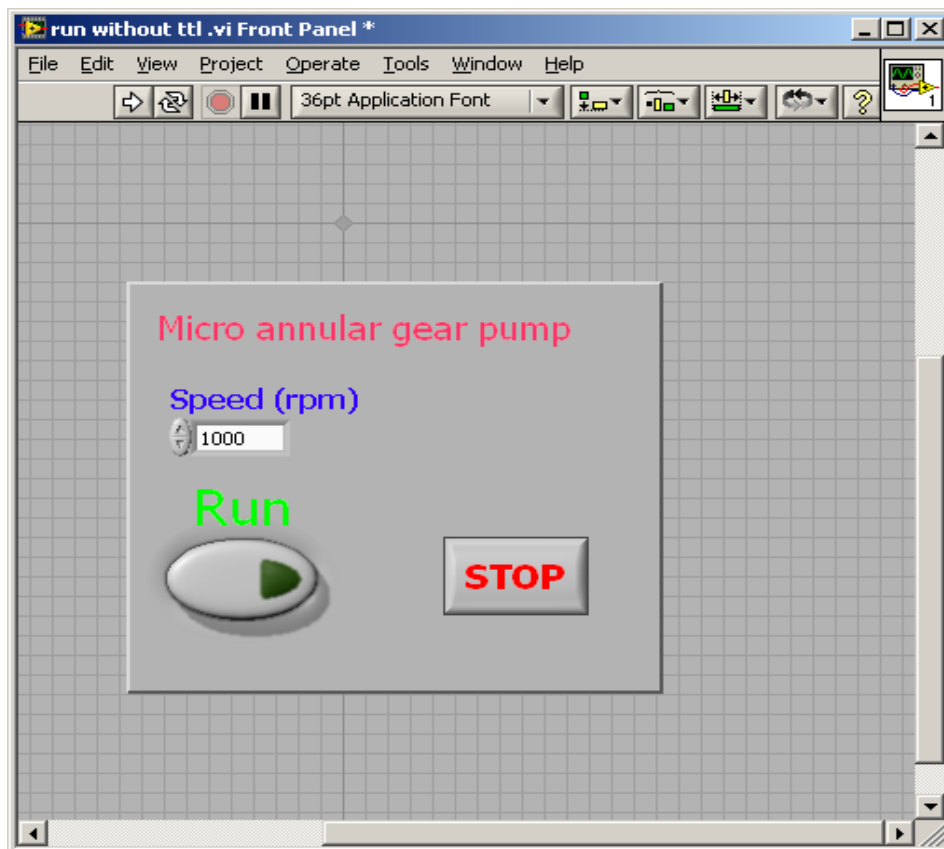 run without ttl .vi Front Panel *
File Edit View Project Operate Tools Window Help
36pt Application Font
?
1
Micro annular gear pump
Speed (rpm)
1000
Run
STOP